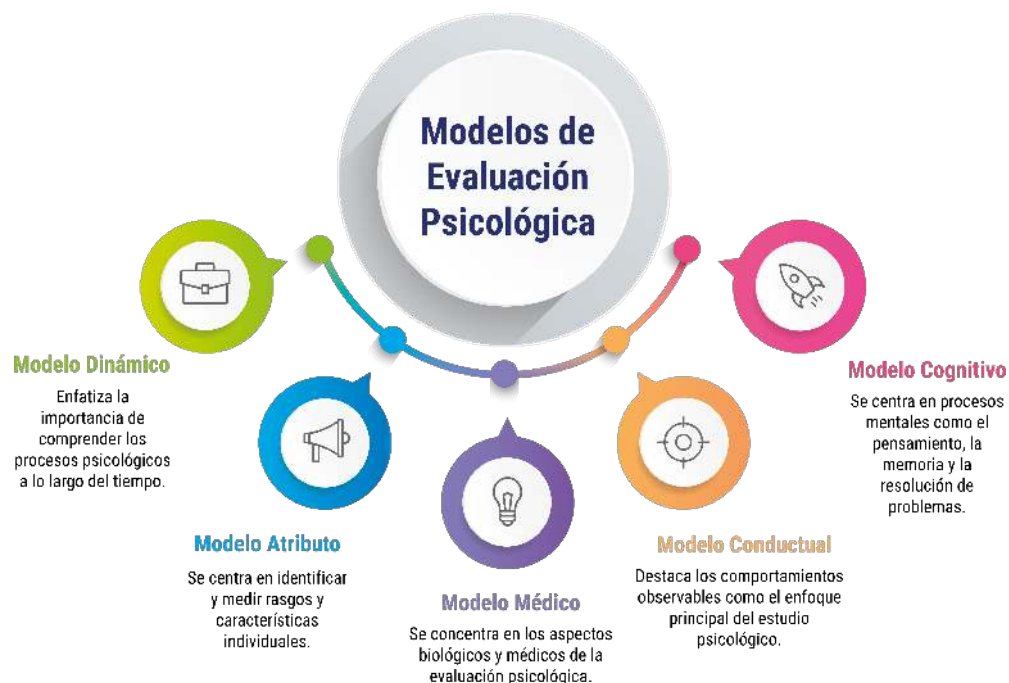 Modelos de
Evaluación
Psicológica
Modelo Dinámico
Enfatiza la
importancia de
comprender los
procesos psicológicos
a lo largo del tiempo.
Modelo Atributo
Se centra en identificar
y medir rasgos y
características
individuales.
Modelo Médico
Se concentra en los aspectos
biológicos y médicos de la
evaluación psicológica.
Modelo Conductual
Destaca los comportamientos
observables como el enfoque
principal del estudio
psicológico.
Modelo Cognitivo
Se centra en procesos
mentales como el
pensamiento, la
memoria y la
resolución de
problemas.